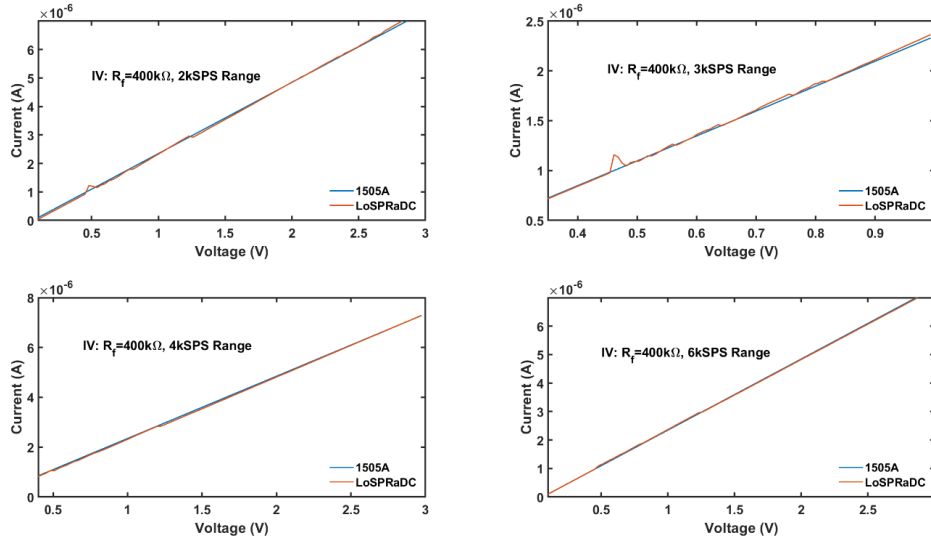 ×10⁻⁶
7
6
5
4
3
2
1
0
Current (A)
IV: R_f=400kΩ, 2kSPS Range
1505A
LoSPRaDC
0.5 1 1.5 2 2.5 3
Voltage (V)
×10⁻⁶
2.5
2
1.5
1
0.5
Current (A)
IV: R_f=400kΩ, 3kSPS Range
1505A
LoSPRaDC
0.4 0.5 0.6 0.7 0.8 0.9
Voltage (V)
×10⁻⁶
8
6
4
2
0
Current (A)
IV: R_f=400kΩ, 4kSPS Range
1505A
LoSPRaDC
0.5 1 1.5 2 2.5 3
Voltage (V)
×10⁻⁶
6
5
4
3
2
1
0
Current (A)
IV: R_f=400kΩ, 6kSPS Range
1505A
LoSPRaDC
0.5 1 1.5 2 2.5
Voltage (V)